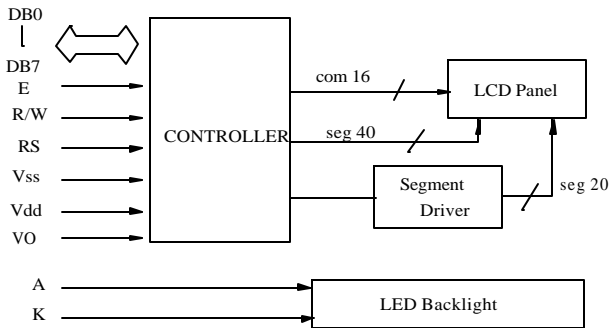 DB0
DB7
E
R/W
RS
Vss
Vdd
VO
CONTROLLER
com 16
seg 40
LCD Panel
Segment
Driver
seg 20
A
K
LED Backlight